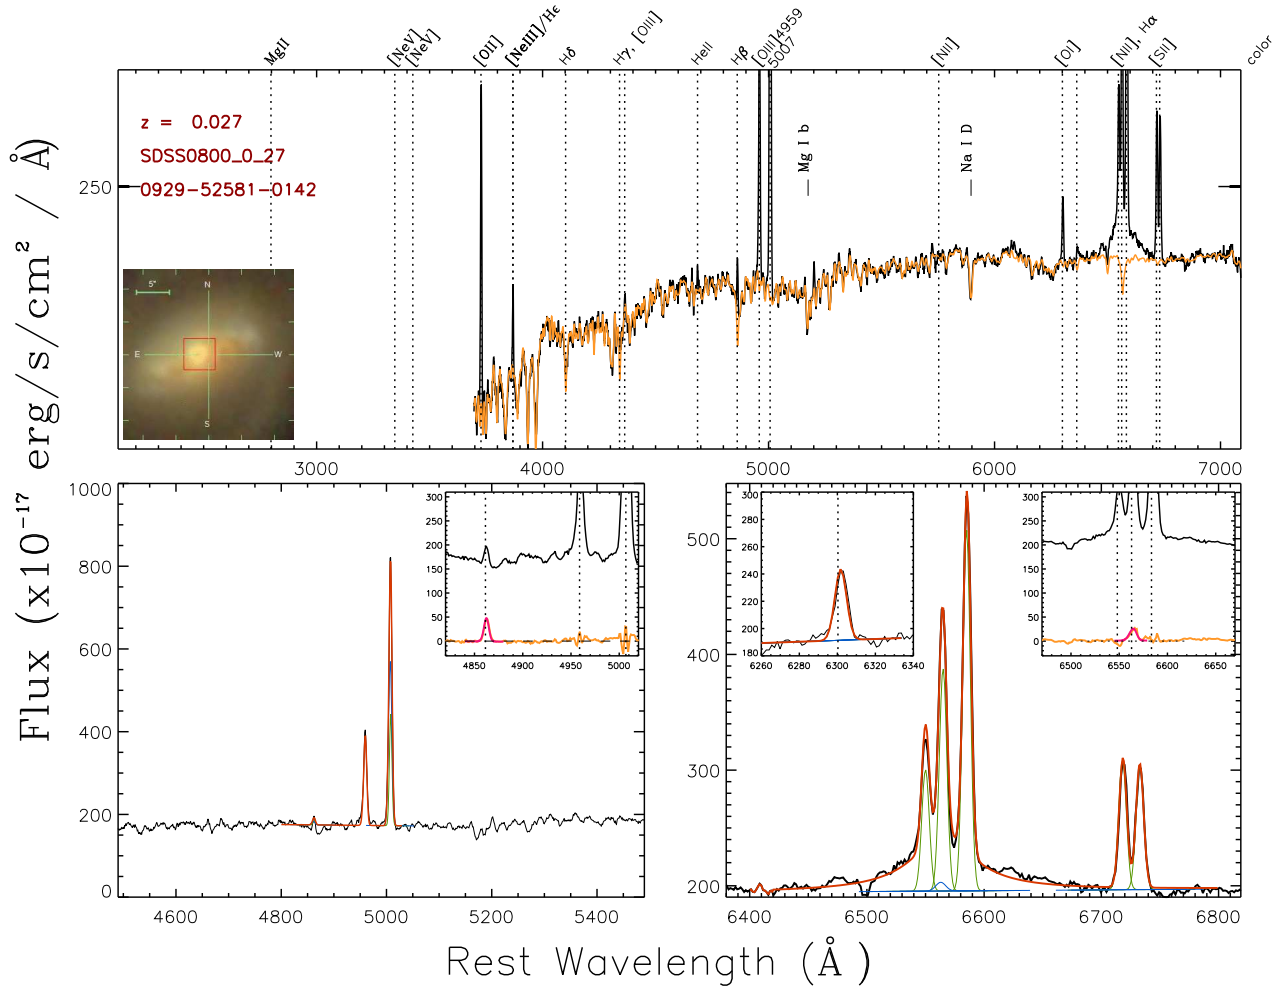 MgII [NeV] [NeV] [OII] [NeIII]/He Hδ Hγ, [OIII] HeII Hβ [OIII]4959 5007 [NII] [OI] [NII], Hα [SII] color
z = 0.027
SDSS0800_0_27
0929-52581-0142
250
Mg I b
Na I D
5"
N
E
W
S
3000 4000 5000 6000 7000
Flux (x10⁻¹⁷ erg/s/cm² / Å)
1000
800
600
400
200
0
4600 4800 5000 5200 5400
300
250
200
150
100
50
0
4850 4900 4950 5000
500
400
300
200
6400 6500 6600 6700 6800
300
280
260
240
220
200
180
6260 6280 6300 6320 6340
300
250
200
150
100
50
0
6500 6550 6600 6650
Rest Wavelength (Å)